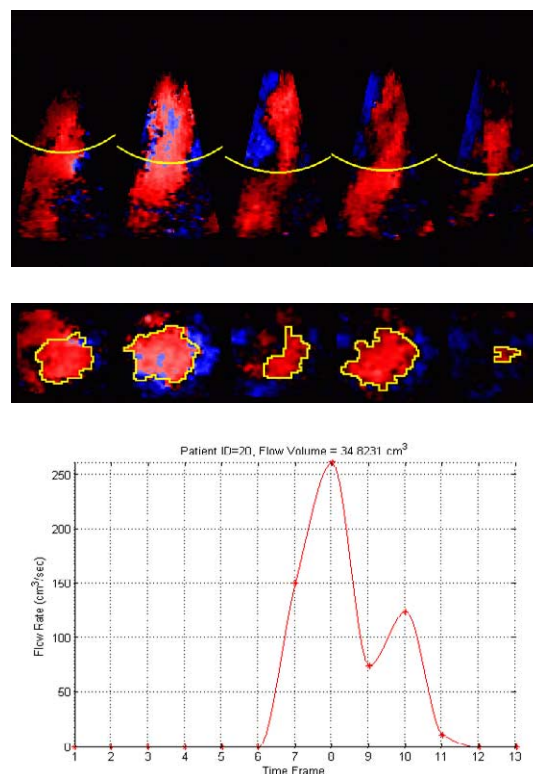 Patient ID=20, Flow Volume = 34.8231 cm³
250
200
150
100
50
0
Flow Rate (cm³/sec)
1 2 3 4 5 6 7 8 9 10 11 12 13
Time Frame